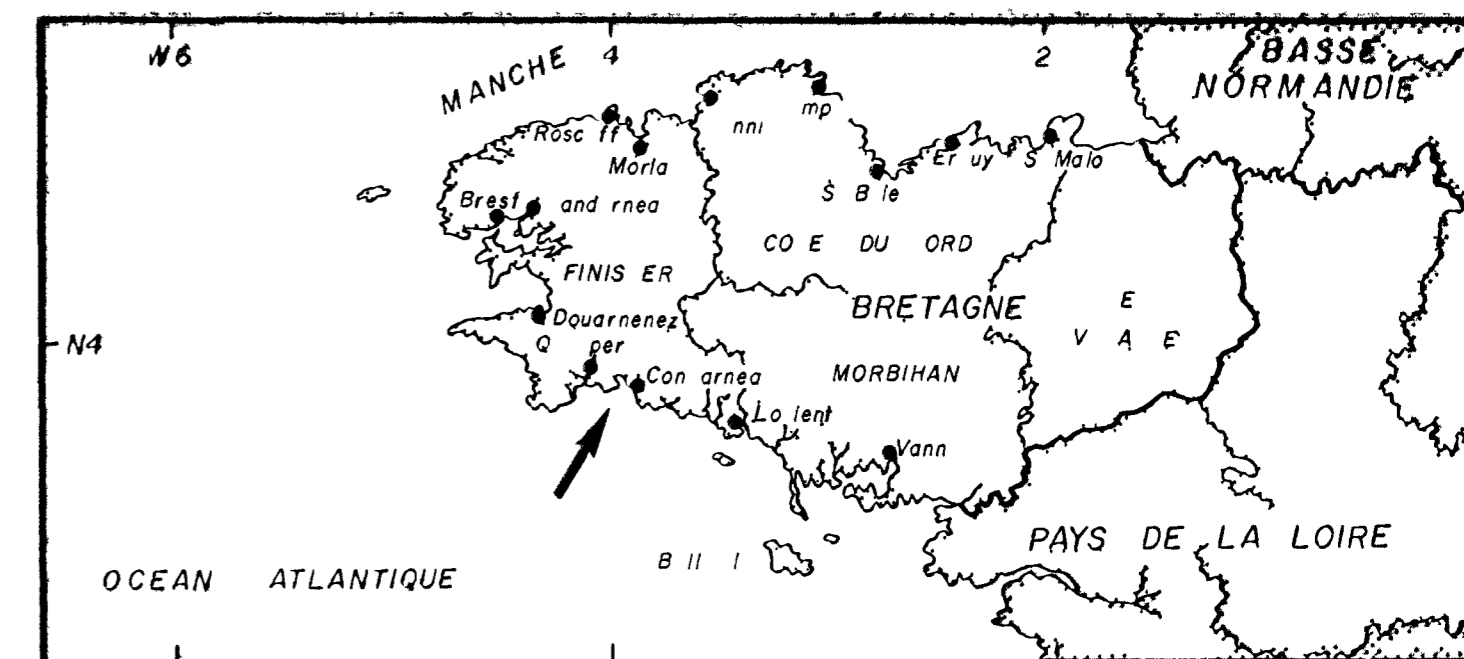 N6 4 2
MANCHE
BASSE
NORMANDIE
mp
nni
Rosc ff
Morla
Er uy
S Malo
S B le
Brest
and rnea
CO E DU ORD
FINIS ER
BRETAGNE
E
V A E
Douarnenez
N4
Q per
Con arnea
MORBIHAN
Lo ient
Vann
PAYS DE LA LOIRE
B II I
OCEAN ATLANTIQUE